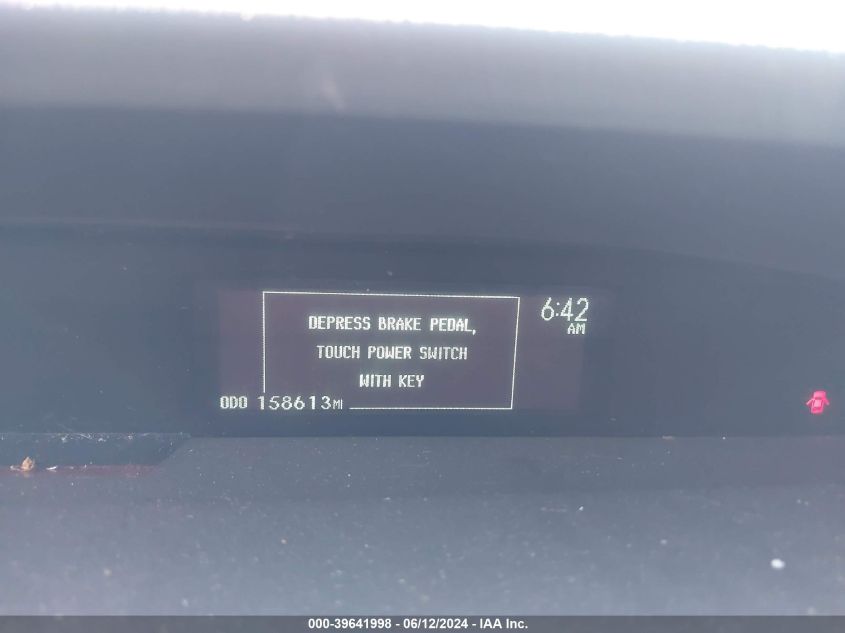 DEPRESS BRAKE PEDAL,
TOUCH POWER SWITCH
WITH KEY
6:42
AM
ODO 158613MI
000-39641998 - 06/12/2024 - IAA Inc.